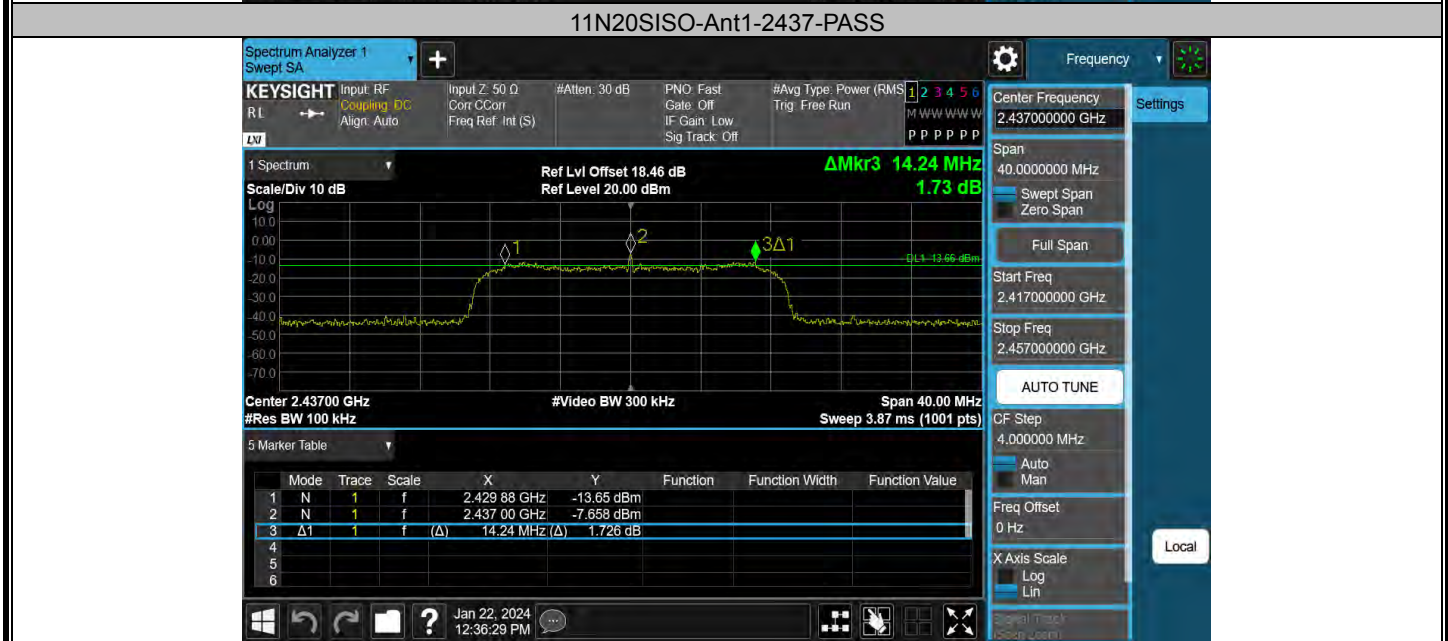 11N20SISO-Ant1-2437-PASS
Spectrum Analyzer 1
Swept SA
+
Frequency
KEYSIGHT
RL
LXI
Input: RF
Coupling: DC
Align: Auto
Input Z: 50 Ω
Corr CCorr
Freq Ref: Int (S)
#Atten: 30 dB
PNO: Fast
Gate: Off
IF Gain: Low
Sig Track: Off
#Avg Type: Power (RMS
Trig: Free Run
1 2 3 4 5 6
M W W W W W
P P P P P P
Center Frequency
2.437000000 GHz
Settings
1 Spectrum
Scale/Div 10 dB
Ref Lvl Offset 18.46 dB
Ref Level 20.00 dBm
ΔMkr3 14.24 MHz
1.73 dB
Span
40.0000000 MHz
Swept Span
Zero Span
Log
10.0
0.00
-10.0
-20.0
-30.0
-40.0
-50.0
-60.0
-70.0
1
2
3Δ1
DL1 -13.66 dBm
Full Span
Start Freq
2.417000000 GHz
Stop Freq
2.457000000 GHz
AUTO TUNE
Center 2.43700 GHz
#Video BW 300 kHz
Span 40.00 MHz
#Res BW 100 kHz
Sweep 3.87 ms (1001 pts)
CF Step
4.000000 MHz
Auto
Man
5 Marker Table
Mode Trace Scale X Y Function Function Width Function Value
1 N 1 f 2.429 88 GHz -13.65 dBm
2 N 1 f 2.437 00 GHz -7.658 dBm
3 Δ1 1 f (Δ) 14.24 MHz (Δ) 1.726 dB
4
5
6
Freq Offset
0 Hz
X Axis Scale
Log
Lin
Local
?
Jan 22, 2024
12:36:29 PM